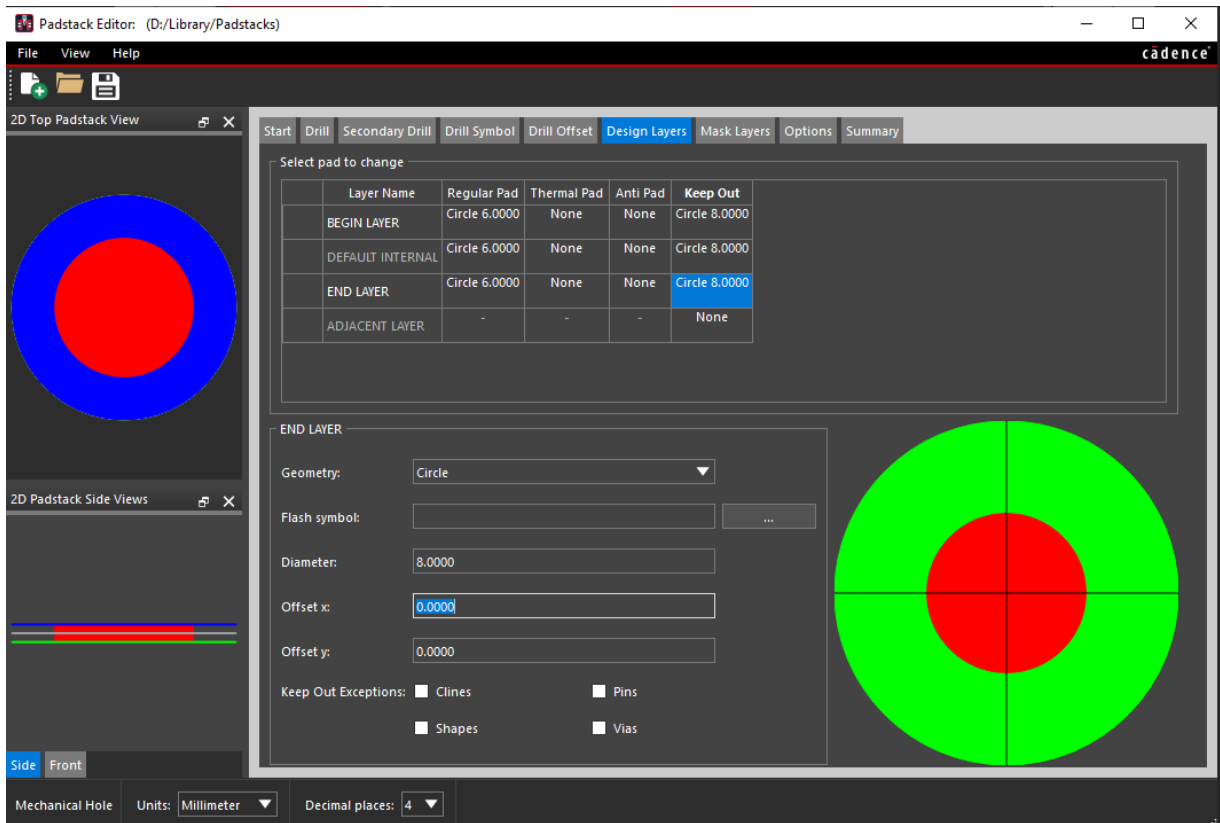 Padstack Editor: (D:/Library/Padstacks)
File View Help
cādence
2D Top Padstack View
Start Drill Secondary Drill Drill Symbol Drill Offset Design Layers Mask Layers Options Summary
Select pad to change
Layer Name Regular Pad Thermal Pad Anti Pad Keep Out
BEGIN LAYER Circle 6.0000 None None Circle 8.0000
DEFAULT INTERNAL Circle 6.0000 None None Circle 8.0000
END LAYER Circle 6.0000 None None Circle 8.0000
ADJACENT LAYER - - - None
END LAYER
Geometry: Circle
2D Padstack Side Views
Flash symbol: ...
Diameter: 8.0000
Offset x: 0.0000
Offset y: 0.0000
Keep Out Exceptions: Clines Pins
Shapes Vias
Side Front
Mechanical Hole Units: Millimeter Decimal places: 4